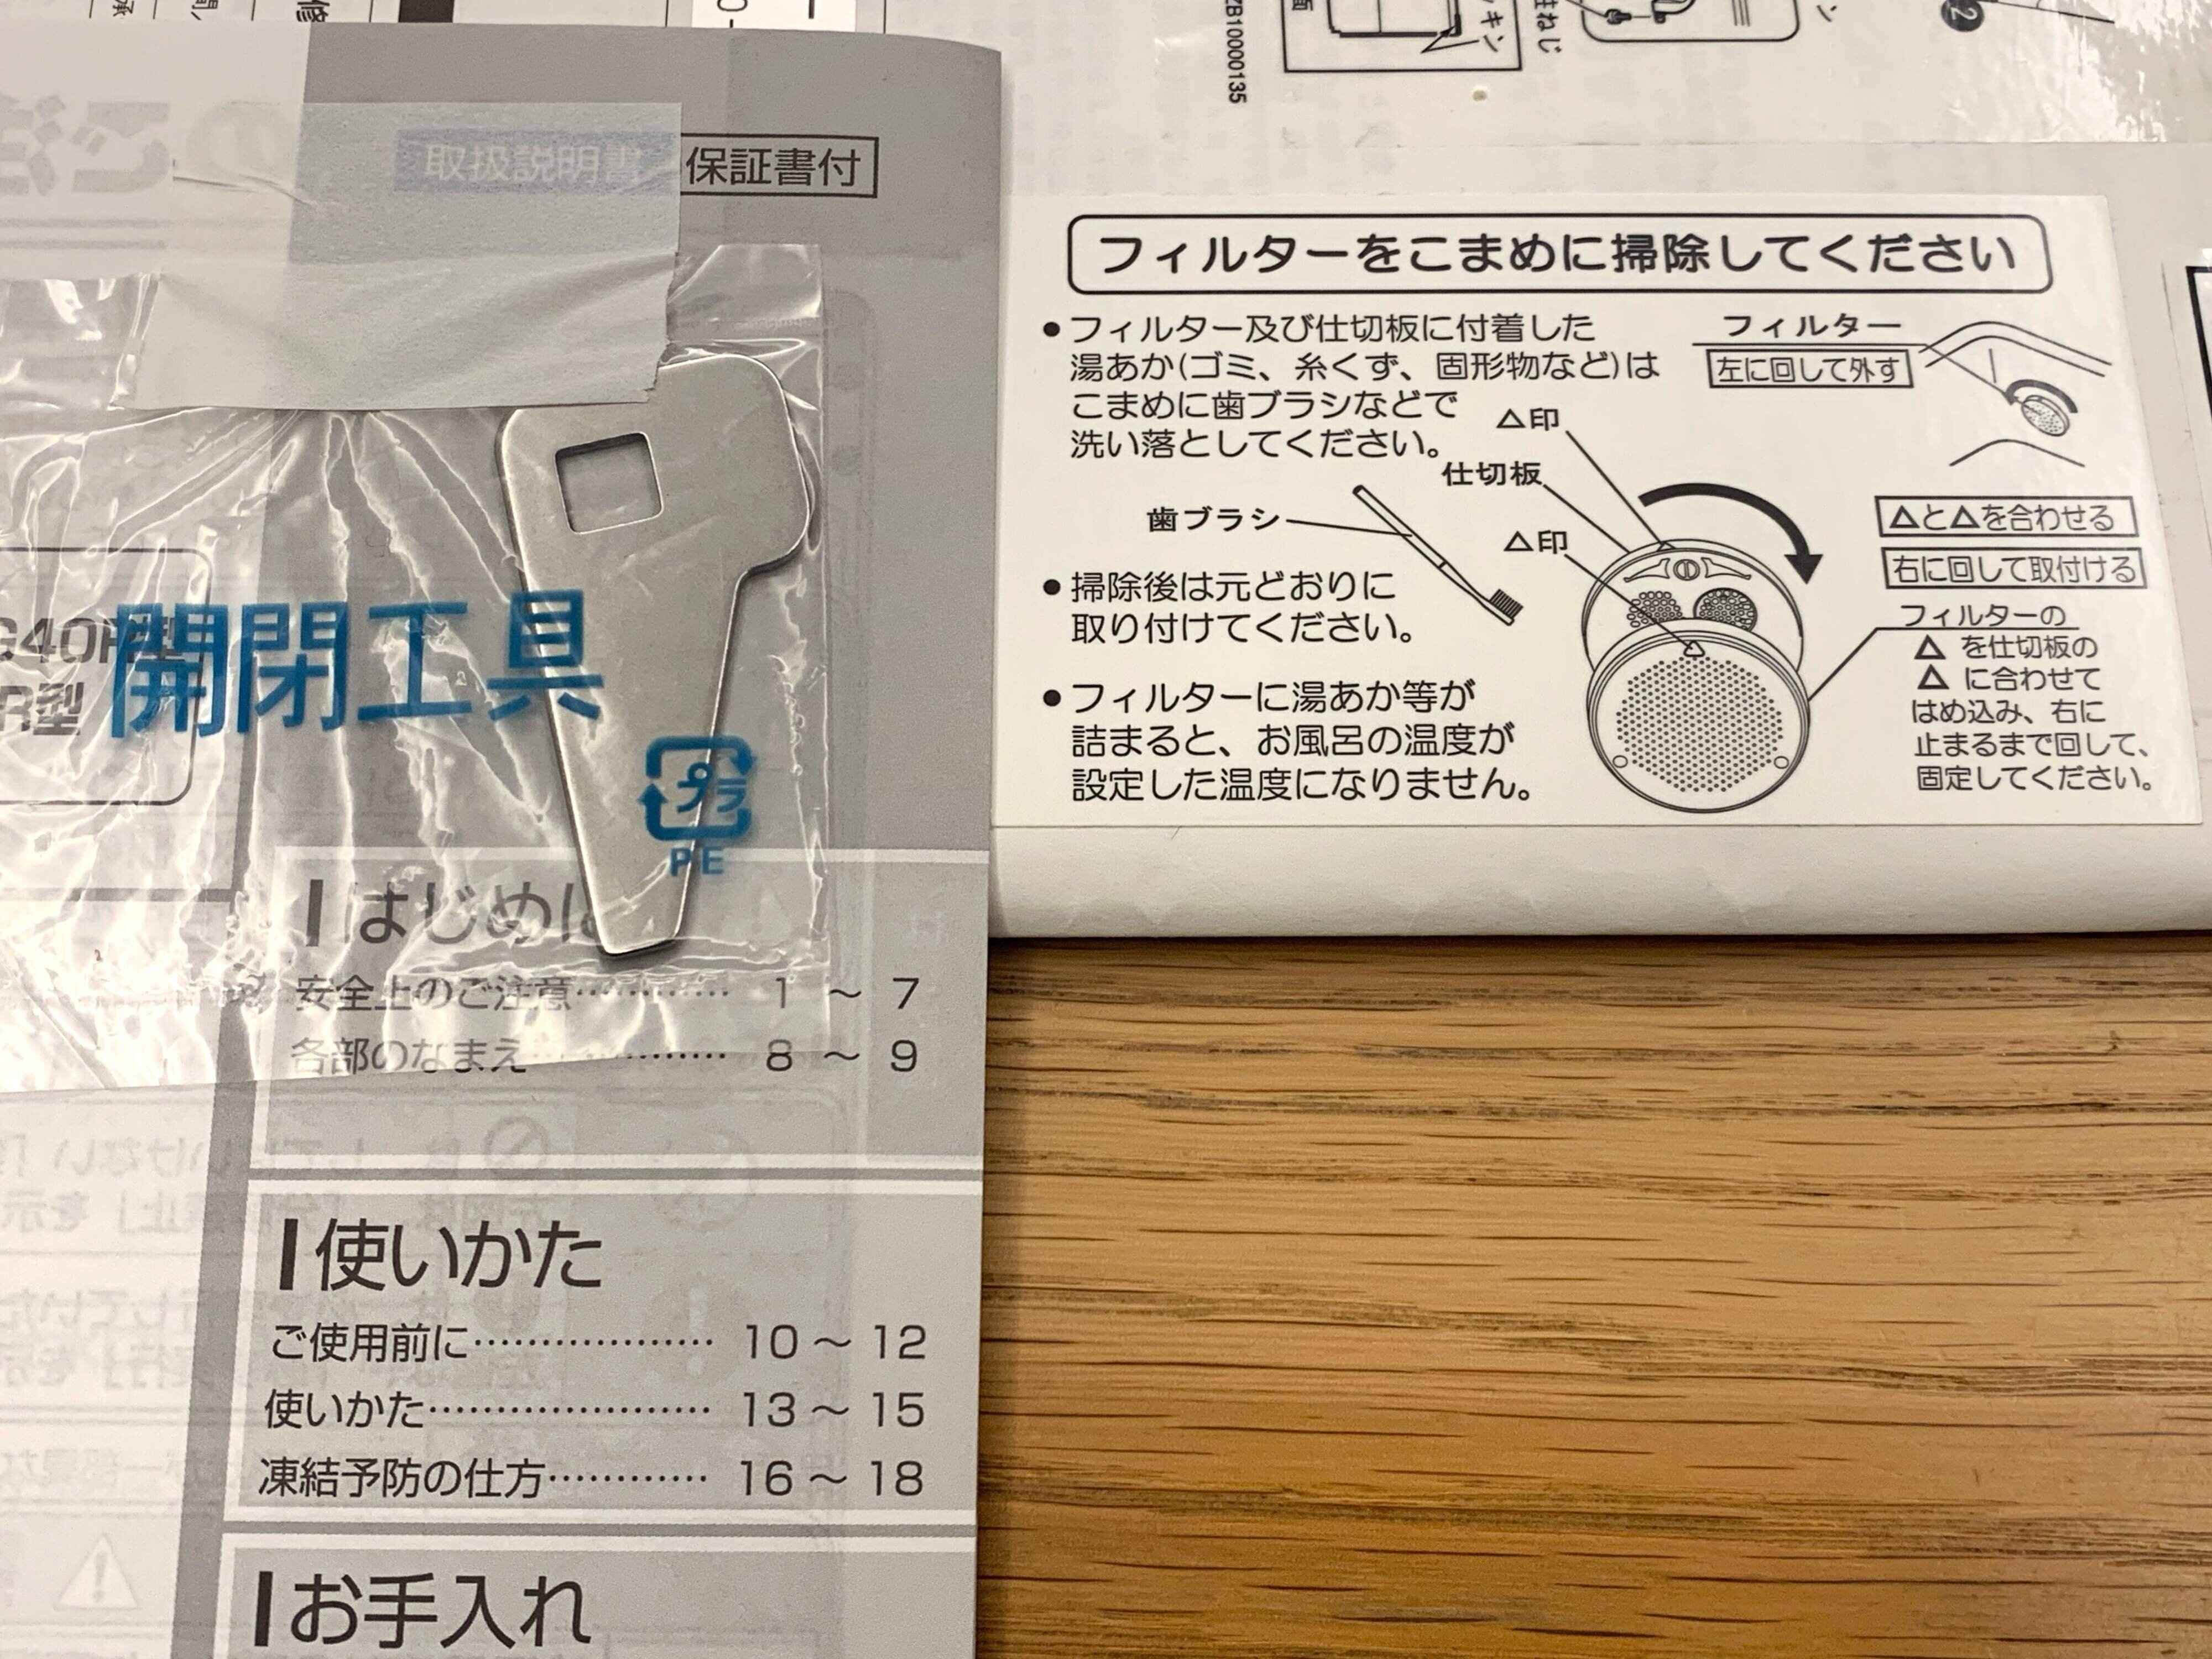 取扱説明書
保証書付
開閉工具
プラ
PE
R型
はじめに
安全上のご注意………… 1 ～ 7
各部のなまえ………… 8 ～ 9
使いかた
ご使用前に……………… 10 ～ 12
使いかた………………… 13 ～ 15
凍結予防の仕方………… 16 ～ 18
お手入れ
ZB1000135
フィルターをこまめに掃除してください
●フィルター及び仕切板に付着した
湯あか(ゴミ、糸くず、固形物など)は
こまめに歯ブラシなどで
洗い落としてください。
フィルター
左に回して外す
△印
仕切板
歯ブラシ
△印
△と△を合わせる
右に回して取付ける
●掃除後は元どおりに
取り付けてください。
フィルターの
△ を仕切板の
△ に合わせて
はめ込み、右に
止まるまで回して、
固定してください。
●フィルターに湯あか等が
詰まると、お風呂の温度が
設定した温度になりません。